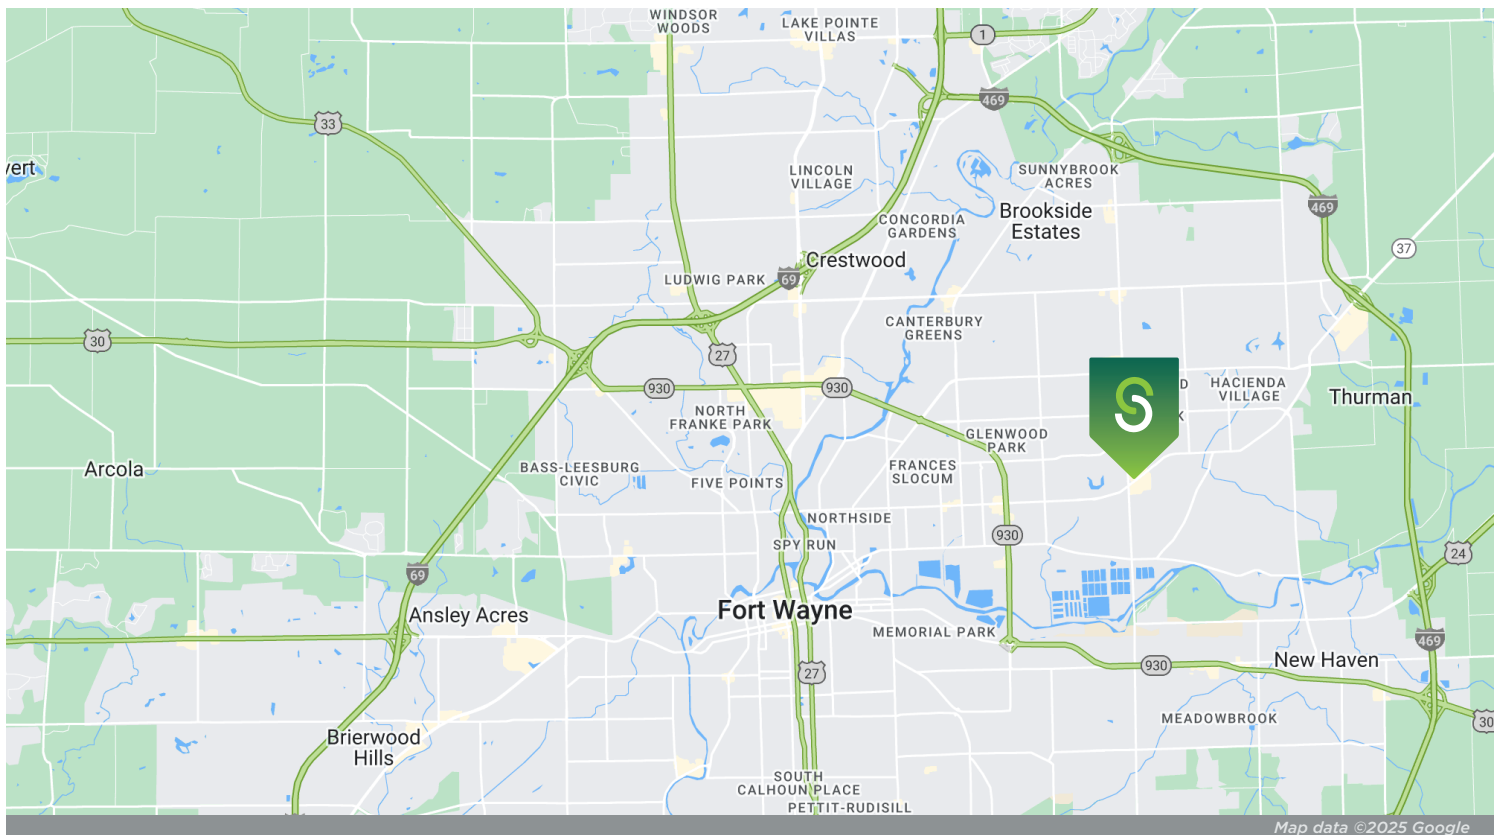 WINDSOR
WOODS
LAKE POINTE
VILLAS
1
469
33
vert
LINCOLN
VILLAGE
SUNNYBROOK
ACRES
469
CONCORDIA
GARDENS
Brookside
Estates
37
Crestwood
LUDWIG PARK
69
CANTERBURY
GREENS
30
27
930
930
D
HACIENDA
VILLAGE
K
Thurman
NORTH
FRANKE PARK
GLENWOOD
PARK
Arcola
BASS-LEESBURG
CIVIC
FIVE POINTS
FRANCES
SLOCUM
NORTHSIDE
930
SPY RUN
24
69
Fort Wayne
Ansley Acres
MEMORIAL PARK
469
New Haven
930
27
MEADOWBROOK
30
Brierwood
Hills
SOUTH
CALHOUN PLACE
PETTIT-RUDISILL
Map data ©2025 Google